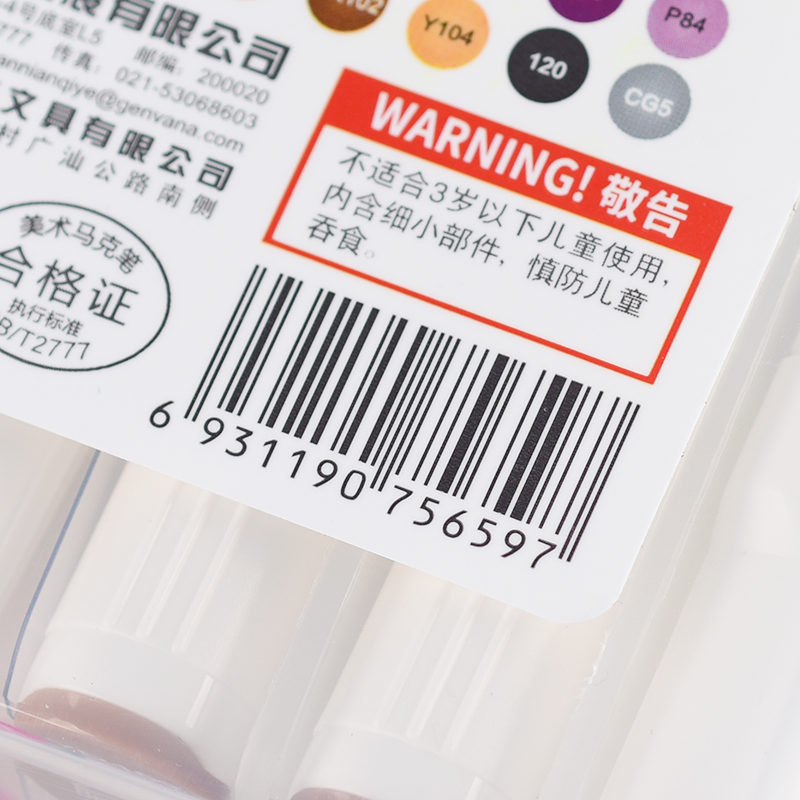 展有限公司
4号底室L5 邮编: 200020
777 传真: 021-53068603
annianqiye@genvana.com
文具有限公司
村广汕公路南侧
102
Y104
120
P84
CG5
WARNING! 敬告
不适合3岁以下儿童使用,
内含细小部件, 慎防儿童
吞食。
美术马克笔
合格证
执行标准
B/T2777
6 931190 756597